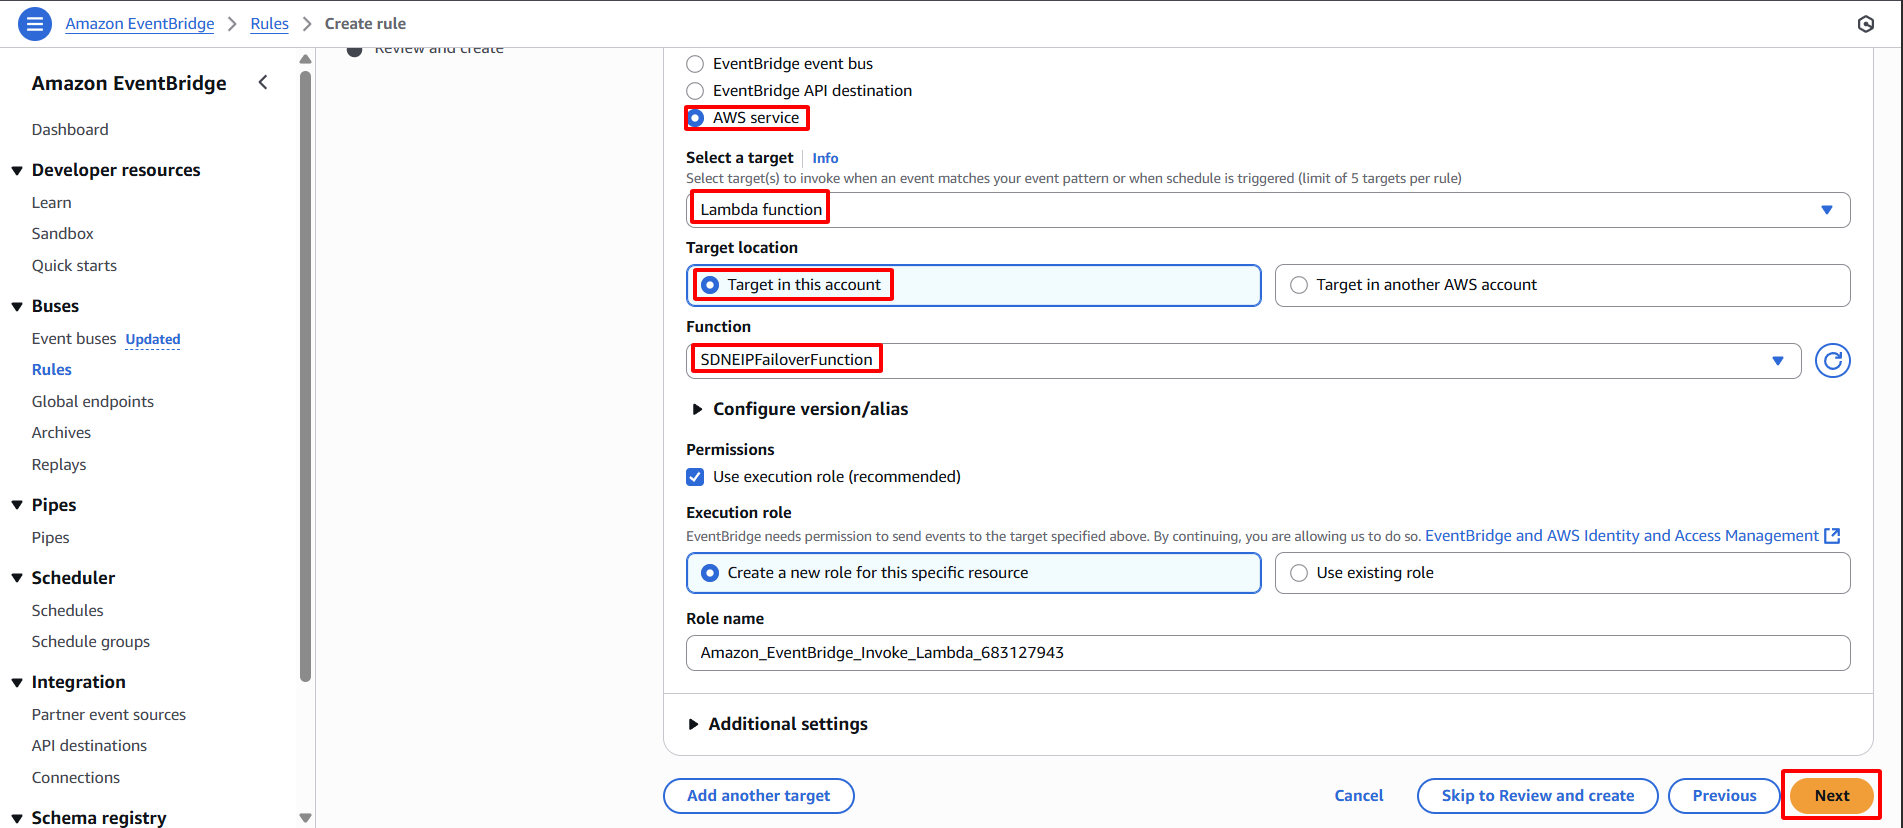 Amazon EventBridge > Rules > Create rule
Amazon EventBridge
Dashboard
Developer resources
Learn
Sandbox
Quick starts
Buses
Event buses Updated
Rules
Global endpoints
Archives
Replays
Pipes
Pipes
Scheduler
Schedules
Schedule groups
Integration
Partner event sources
API destinations
Connections
Schema registry
Review and create
EventBridge event bus
EventBridge API destination
AWS service
Select a target Info
Select target(s) to invoke when an event matches your event pattern or when schedule is triggered (limit of 5 targets per rule)
Lambda function
Target location
Target in this account
Target in another AWS account
Function
SDNEIPFailoverFunction
Configure version/alias
Permissions
Use execution role (recommended)
Execution role
EventBridge needs permission to send events to the target specified above. By continuing, you are allowing us to do so. EventBridge and AWS Identity and Access Management
Create a new role for this specific resource
Use existing role
Role name
Amazon_EventBridge_Invoke_Lambda_683127943
Additional settings
Add another target
Cancel
Skip to Review and create
Previous
Next